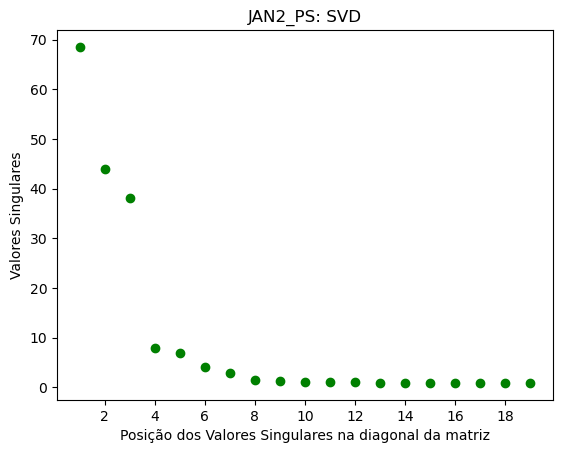 JAN2_PS: SVD
70
60
50
40
30
20
10
0
Valores Singulares
2 4 6 8 10 12 14 16 18
Posição dos Valores Singulares na diagonal da matriz